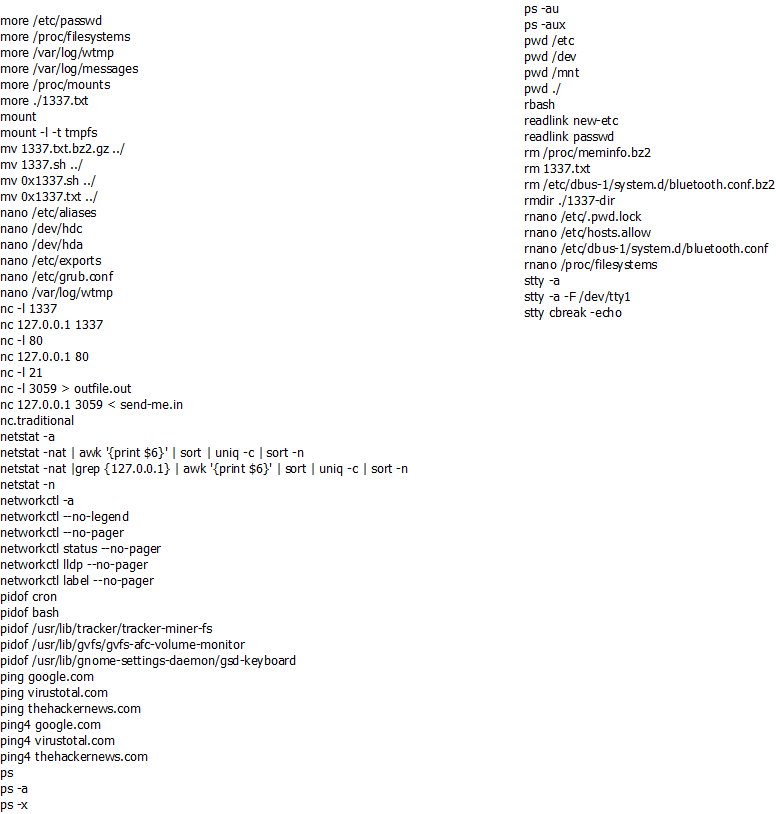 more /etc/passwd
more /proc/filesystems
more /var/log/wtmp
more /var/log/messages
more /proc/mounts
more ./1337.txt
mount
mount -l -t tmpfs
mv 1337.txt.bz2.gz ../
mv 1337.sh ../
mv 0x1337.sh ../
mv 0x1337.txt ../
nano /etc/aliases
nano /dev/hdc
nano /dev/hda
nano /etc/exports
nano /etc/grub.conf
nano /var/log/wtmp
nc -l 1337
nc 127.0.0.1 1337
nc -l 80
nc 127.0.0.1 80
nc -l 21
nc -l 3059 > outfile.out
nc 127.0.0.1 3059 < send-me.in
nc.traditional
netstat -a
netstat -nat | awk '{print $6}' | sort | uniq -c | sort -n
netstat -nat |grep {127.0.0.1} | awk '{print $6}' | sort | uniq -c | sort -n
netstat -n
networkctl -a
networkctl --no-legend
networkctl --no-pager
networkctl status --no-pager
networkctl lldp --no-pager
networkctl label --no-pager
pidof cron
pidof bash
pidof /usr/lib/tracker/tracker-miner-fs
pidof /usr/lib/gvfs/gvfs-afc-volume-monitor
pidof /usr/lib/gnome-settings-daemon/gsd-keyboard
ping google.com
ping virustotal.com
ping thehackernews.com
ping4 google.com
ping4 virustotal.com
ping4 thehackernews.com
ps
ps -a
ps -x
ps -au
ps -aux
pwd /etc
pwd /dev
pwd /mnt
pwd ./
rbash
readlink new-etc
readlink passwd
rm /proc/meminfo.bz2
rm 1337.txt
rm /etc/dbus-1/system.d/bluetooth.conf.bz2
rmdir ./1337-dir
rnano /etc/.pwd.lock
rnano /etc/hosts.allow
rnano /etc/dbus-1/system.d/bluetooth.conf
rnano /proc/filesystems
stty -a
stty -a -F /dev/tty1
stty cbreak -echo